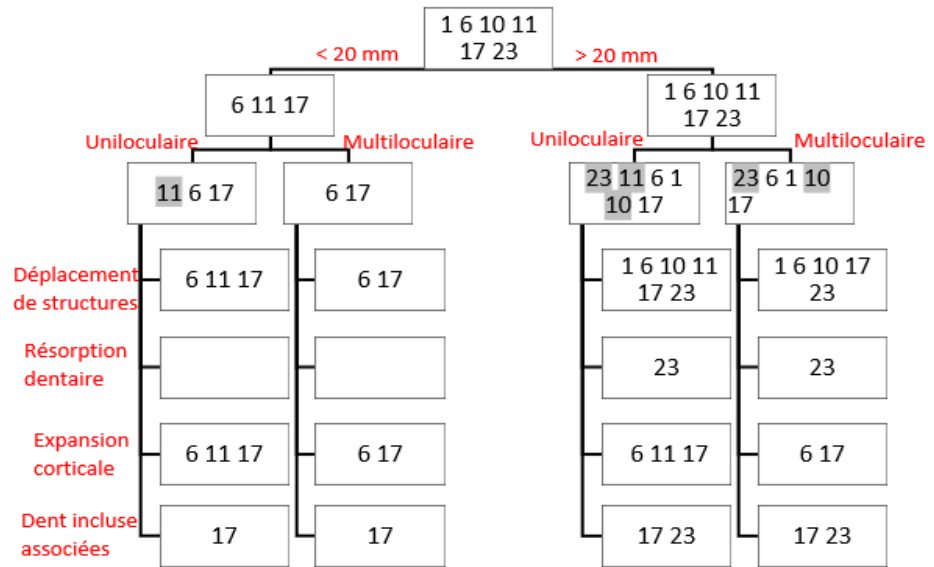 1 6 10 11
17 23
< 20 mm
> 20 mm
6 11 17
1 6 10 11
17 23
Uniloculaire
Multiloculaire
Uniloculaire
Multiloculaire
11 6 17
6 17
23 11 6 1
10 17
23 6 1 10
17
Déplacement
de structures
6 11 17
6 17
1 6 10 11
17 23
1 6 10 17
23
Résorption
dentaire
23
23
Expansion
corticale
6 11 17
6 17
6 11 17
6 17
Dent incluse
associées
17
17
17 23
17 23